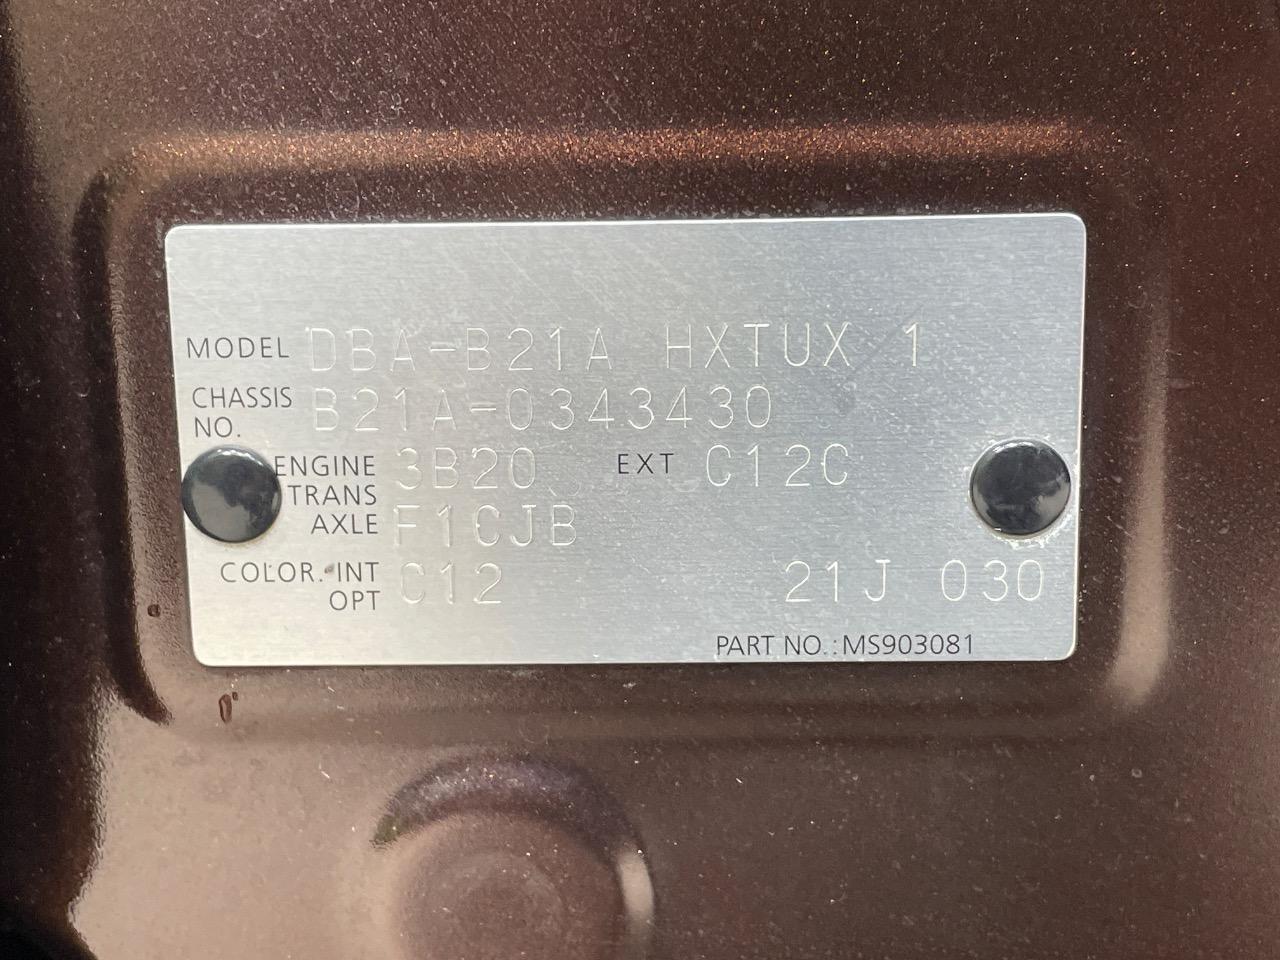 MODEL DBA-B21A HXTUX 1
CHASSIS NO. B21A-0343430
ENGINE 3B20 EXT C12C
TRANS AXLE F1CJB
COLOR. INT OPT C12 21J 030
PART NO.: MS903081